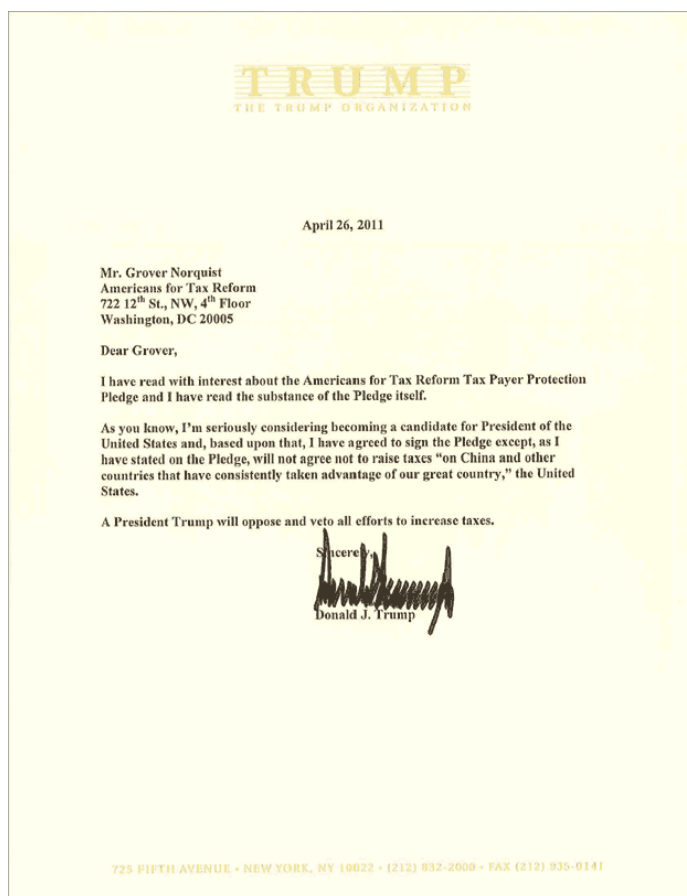 TRUMP
THE TRUMP ORGANIZATION
April 26, 2011
Mr. Grover Norquist
Americans for Tax Reform
722 12th St., NW, 4th Floor
Washington, DC 20005
Dear Grover,
I have read with interest about the Americans for Tax Reform Tax Payer Protection
Pledge and I have read the substance of the Pledge itself.
As you know, I’m seriously considering becoming a candidate for President of the
United States and, based upon that, I have agreed to sign the Pledge except, as I
have stated on the Pledge, will not agree not to raise taxes “on China and other
countries that have consistently taken advantage of our great country,” the United
States.
A President Trump will oppose and veto all efforts to increase taxes.
Sincerely,
Donald J. Trump
725 FIFTH AVENUE • NEW YORK, NY 10022 • (212) 832-2000 • FAX (212) 935-0141